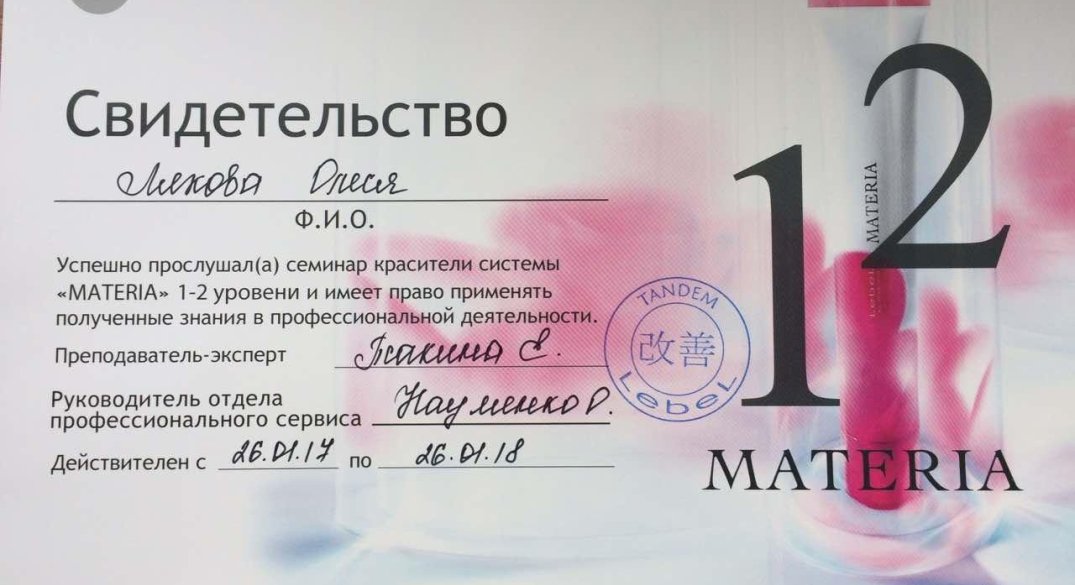 Свидетельство
Олеся
Ф.И.О.
Успешно прослушал(а) семинар красители системы
«MATERIA» 1-2 уровени и имеет право применять
полученные знания в профессиональной деятельности.
Преподаватель-эксперт Е.
Руководитель отдела
профессионального сервиса Науменко О.
Действителен с 26.01.17 по 26.01.18
TANDEM
改善
LebeL
12
MATERIA
MATERIA